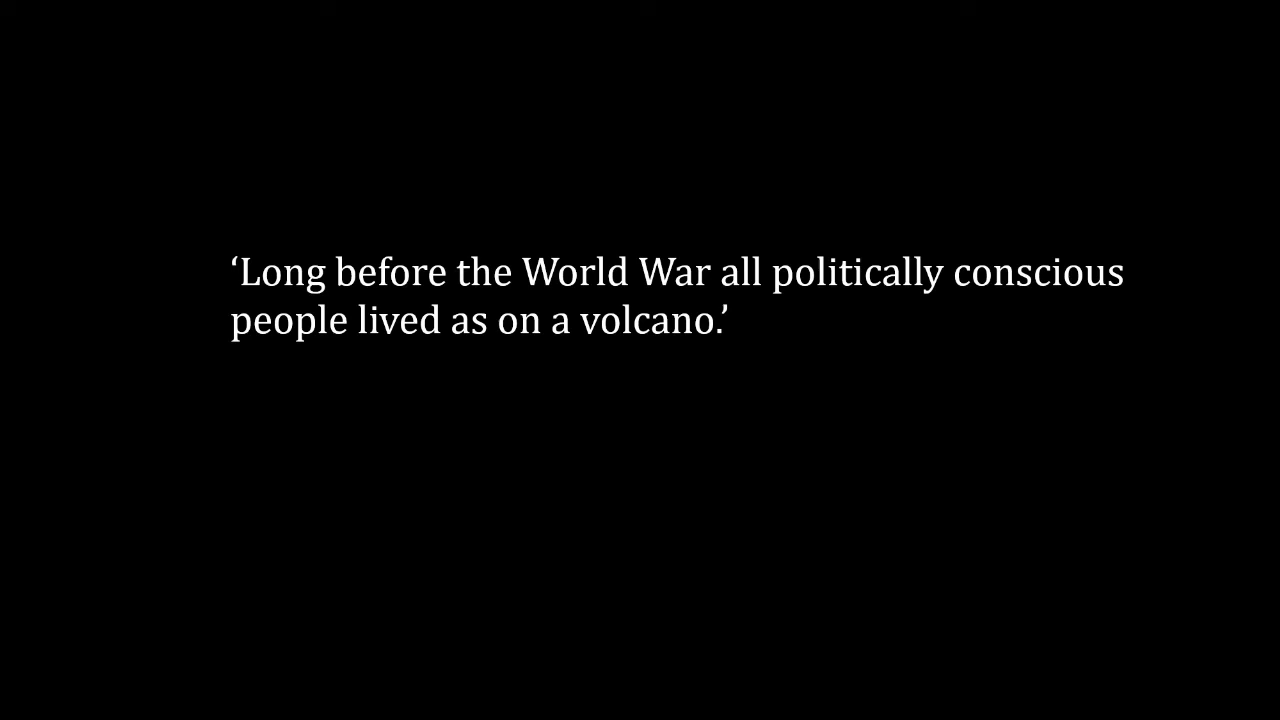 ‘Long before the World War all politically conscious
people lived as on a volcano.’